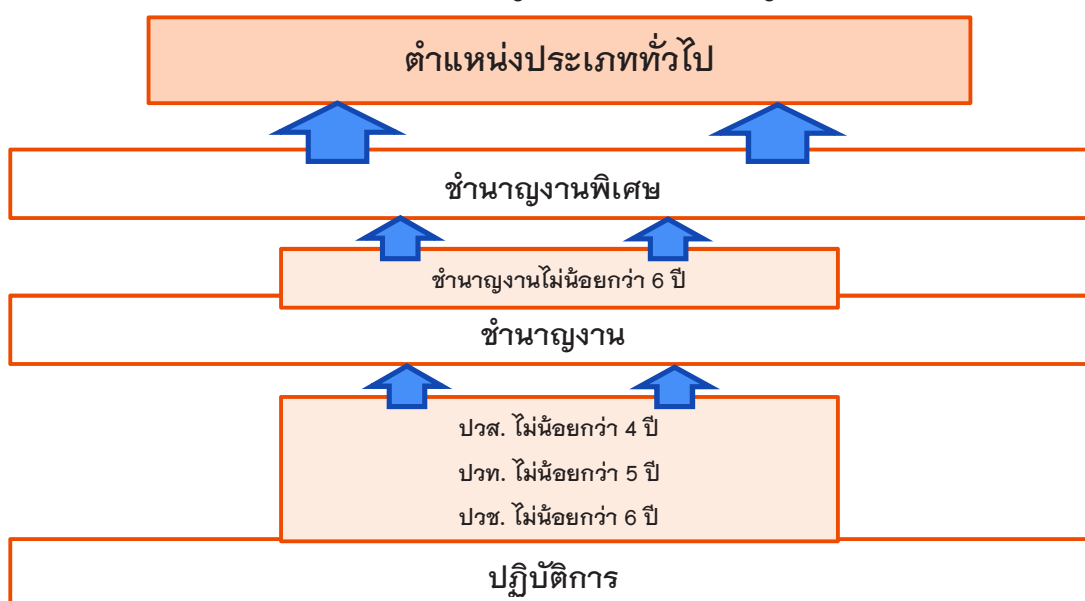 ตำแหน่งประเภททั่วไป
ชำนาญงานพิเศษ
ชำนาญงานไม่น้อยกว่า 6 ปี
ชำนาญงาน
ปวส. ไม่น้อยกว่า 4 ปี
ปวท. ไม่น้อยกว่า 5 ปี
ปวช. ไม่น้อยกว่า 6 ปี
ปฏิบัติการ